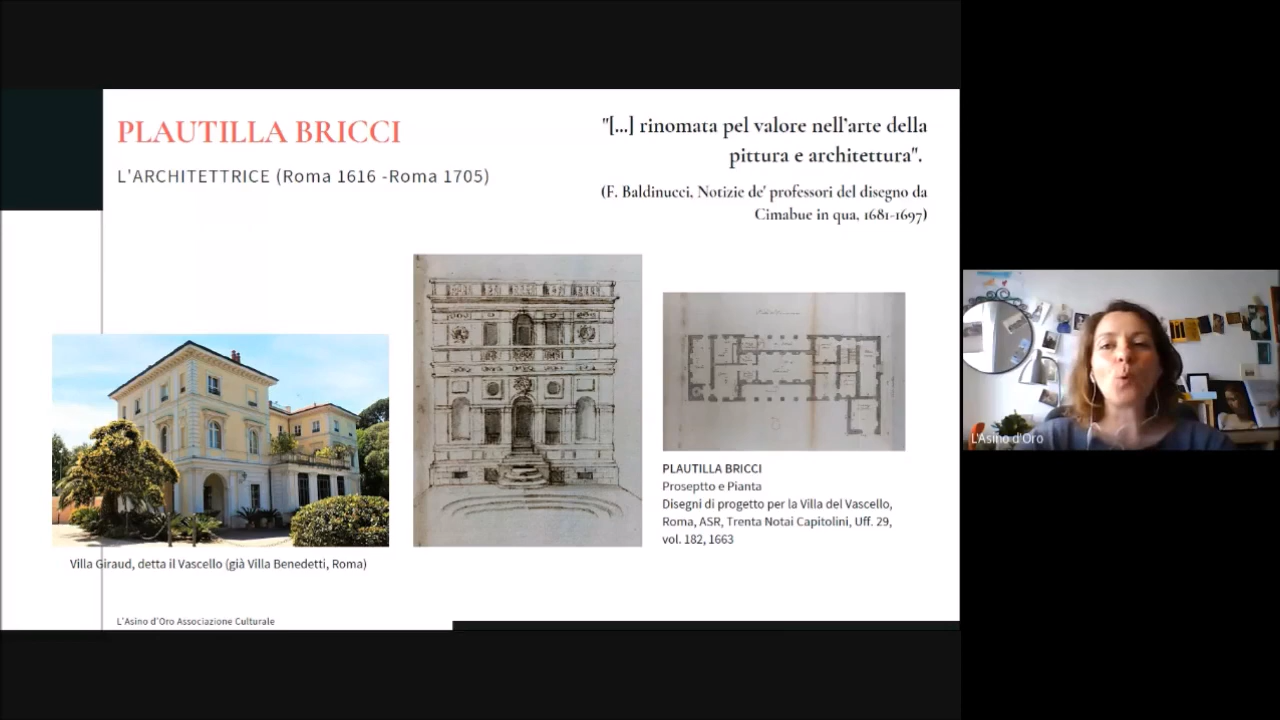 PLAUTILLA BRICCI
L'ARCHITETTRICE (Roma 1616 -Roma 1705)
"[...] rinomata pel valore nell'arte della
pittura e architettura".
(F. Baldinucci, Notizie de' professori del disegno da
Cimabue in qua, 1681-1697)
PLAUTILLA BRICCI
Proseptto e Pianta
Disegni di progetto per la Villa del Vascello,
Roma, ASR, Trenta Notai Capitolini, Uff. 29,
vol. 182, 1663
Villa Giraud, detta il Vascello (già Villa Benedetti, Roma)
L'Asino d'Oro Associazione Culturale
L'Asino d'Oro